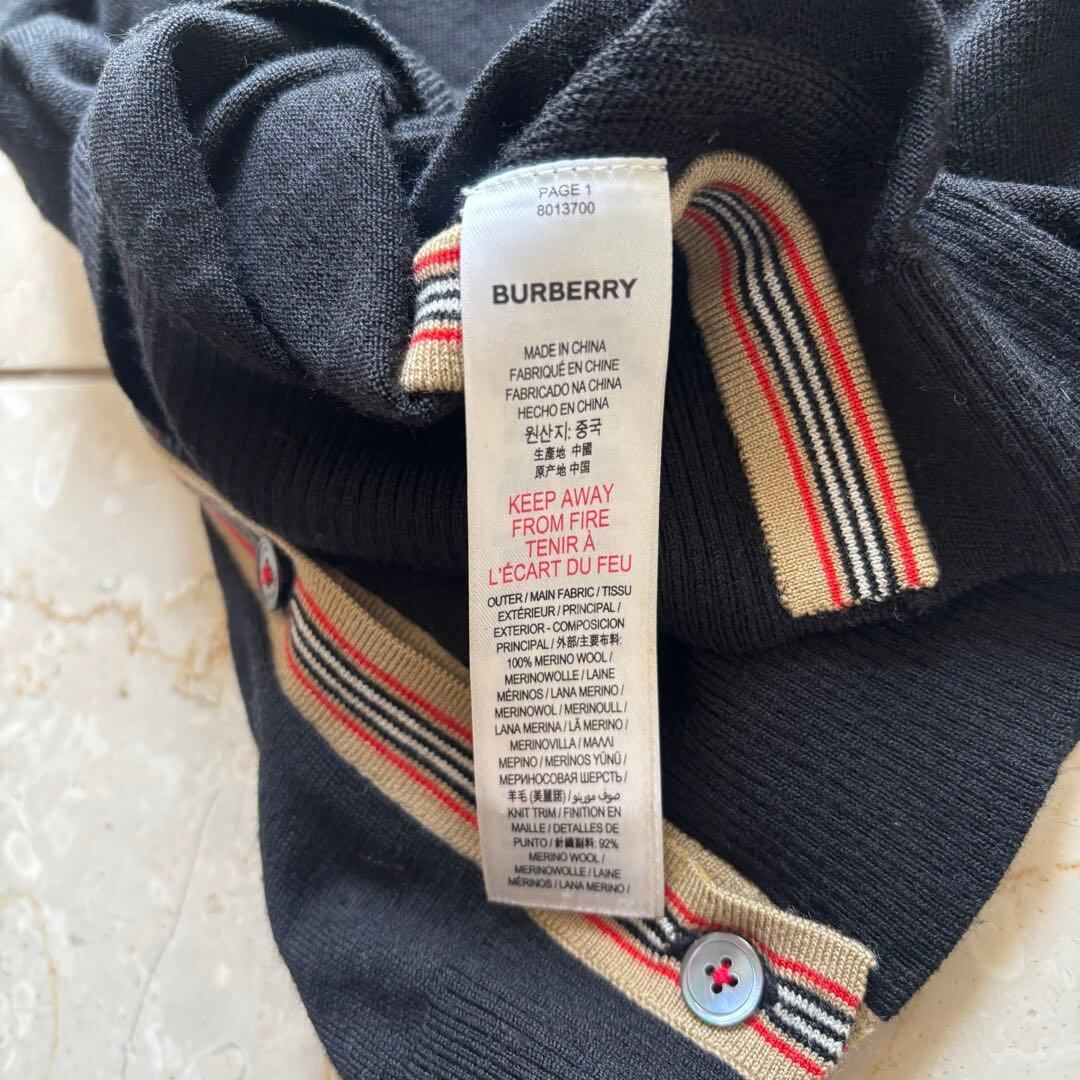 PAGE 1
8013700
BURBERRY
MADE IN CHINA
FABRIQUÉ EN CHINE
FABRICADO NA CHINA
HECHO EN CHINA
원산지: 중국
生產地 中國
原产地 中国
KEEP AWAY
FROM FIRE
TENIR À
L'ÉCART DU FEU
OUTER / MAIN FABRIC / TISSU
EXTÉRIEUR / PRINCIPAL /
EXTERIOR - COMPOSICION
PRINCIPAL / 外部/主要布料:
100% MERINO WOOL /
MERINOWOLLE / LAINE
MÉRINOS / LANA MERINO /
MERINOWOL / MERINOULL /
LANA MERINA / LÃ MERINO /
MERINOVILLA / ΜΑΛΛΙ
ΜΕΡΙΝΟ / MERİNOS YÜNÜ /
МЕРИНОСОВАЯ ШЕРСТЬ /
羊毛 (美麗諾) / صوف مورينو /
KNIT TRIM / FINITION EN
MAILLE / DETALLES DE
PUNTO / 針織副料: 92%
MERINO WOOL /
MERINOWOLLE / LAINE
MÉRINOS / LANA MERINO /